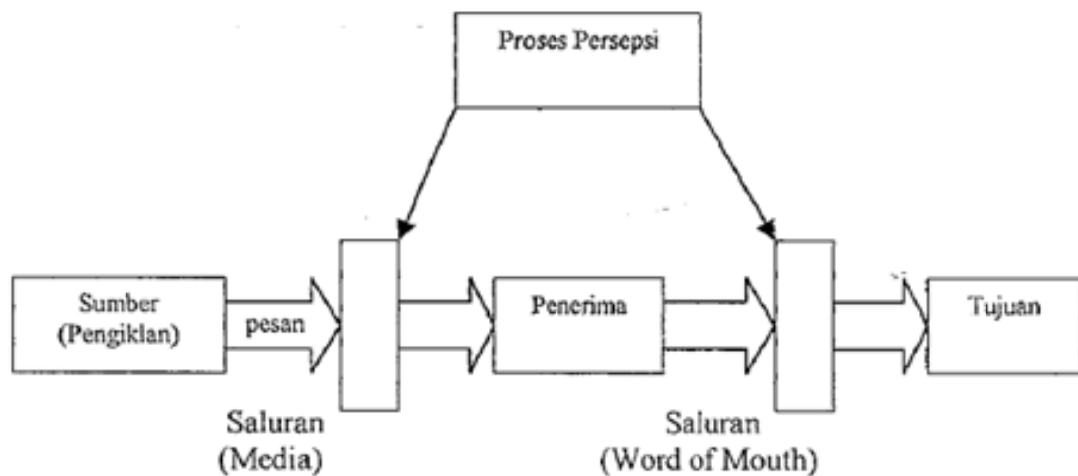 Proses Persepsi
Sumber
(Pengiklan)
pesan
Penerima
Tujuan
Saluran
(Media)
Saluran
(Word of Mouth)